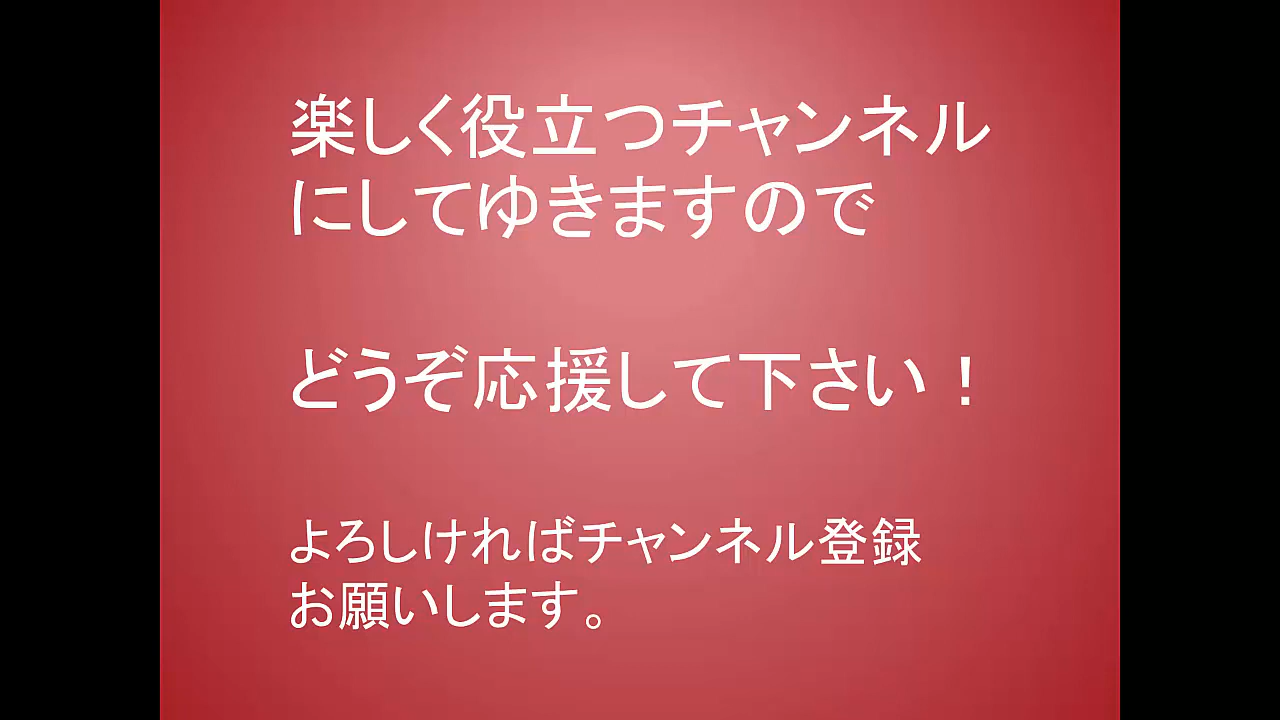 楽しく役立つチャンネル
にしてゆきますので
どうぞ応援して下さい！
よろしければチャンネル登録
お願いします。